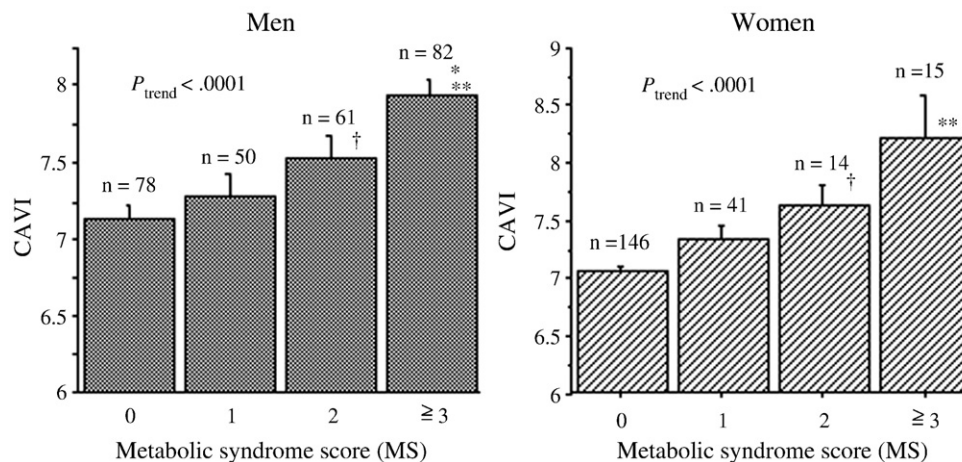 Men
CAVI
8
7.5
7
6.5
6
P trend < .0001
n = 78
n = 50
n = 61
†
n = 82
*
**
0
1
2
≧ 3
Metabolic syndrome score (MS)
Women
CAVI
9
8.5
8
7.5
7
6.5
6
P trend < .0001
n =146
n = 41
n = 14
†
n =15
**
0
1
2
≧ 3
Metabolic syndrome score (MS)